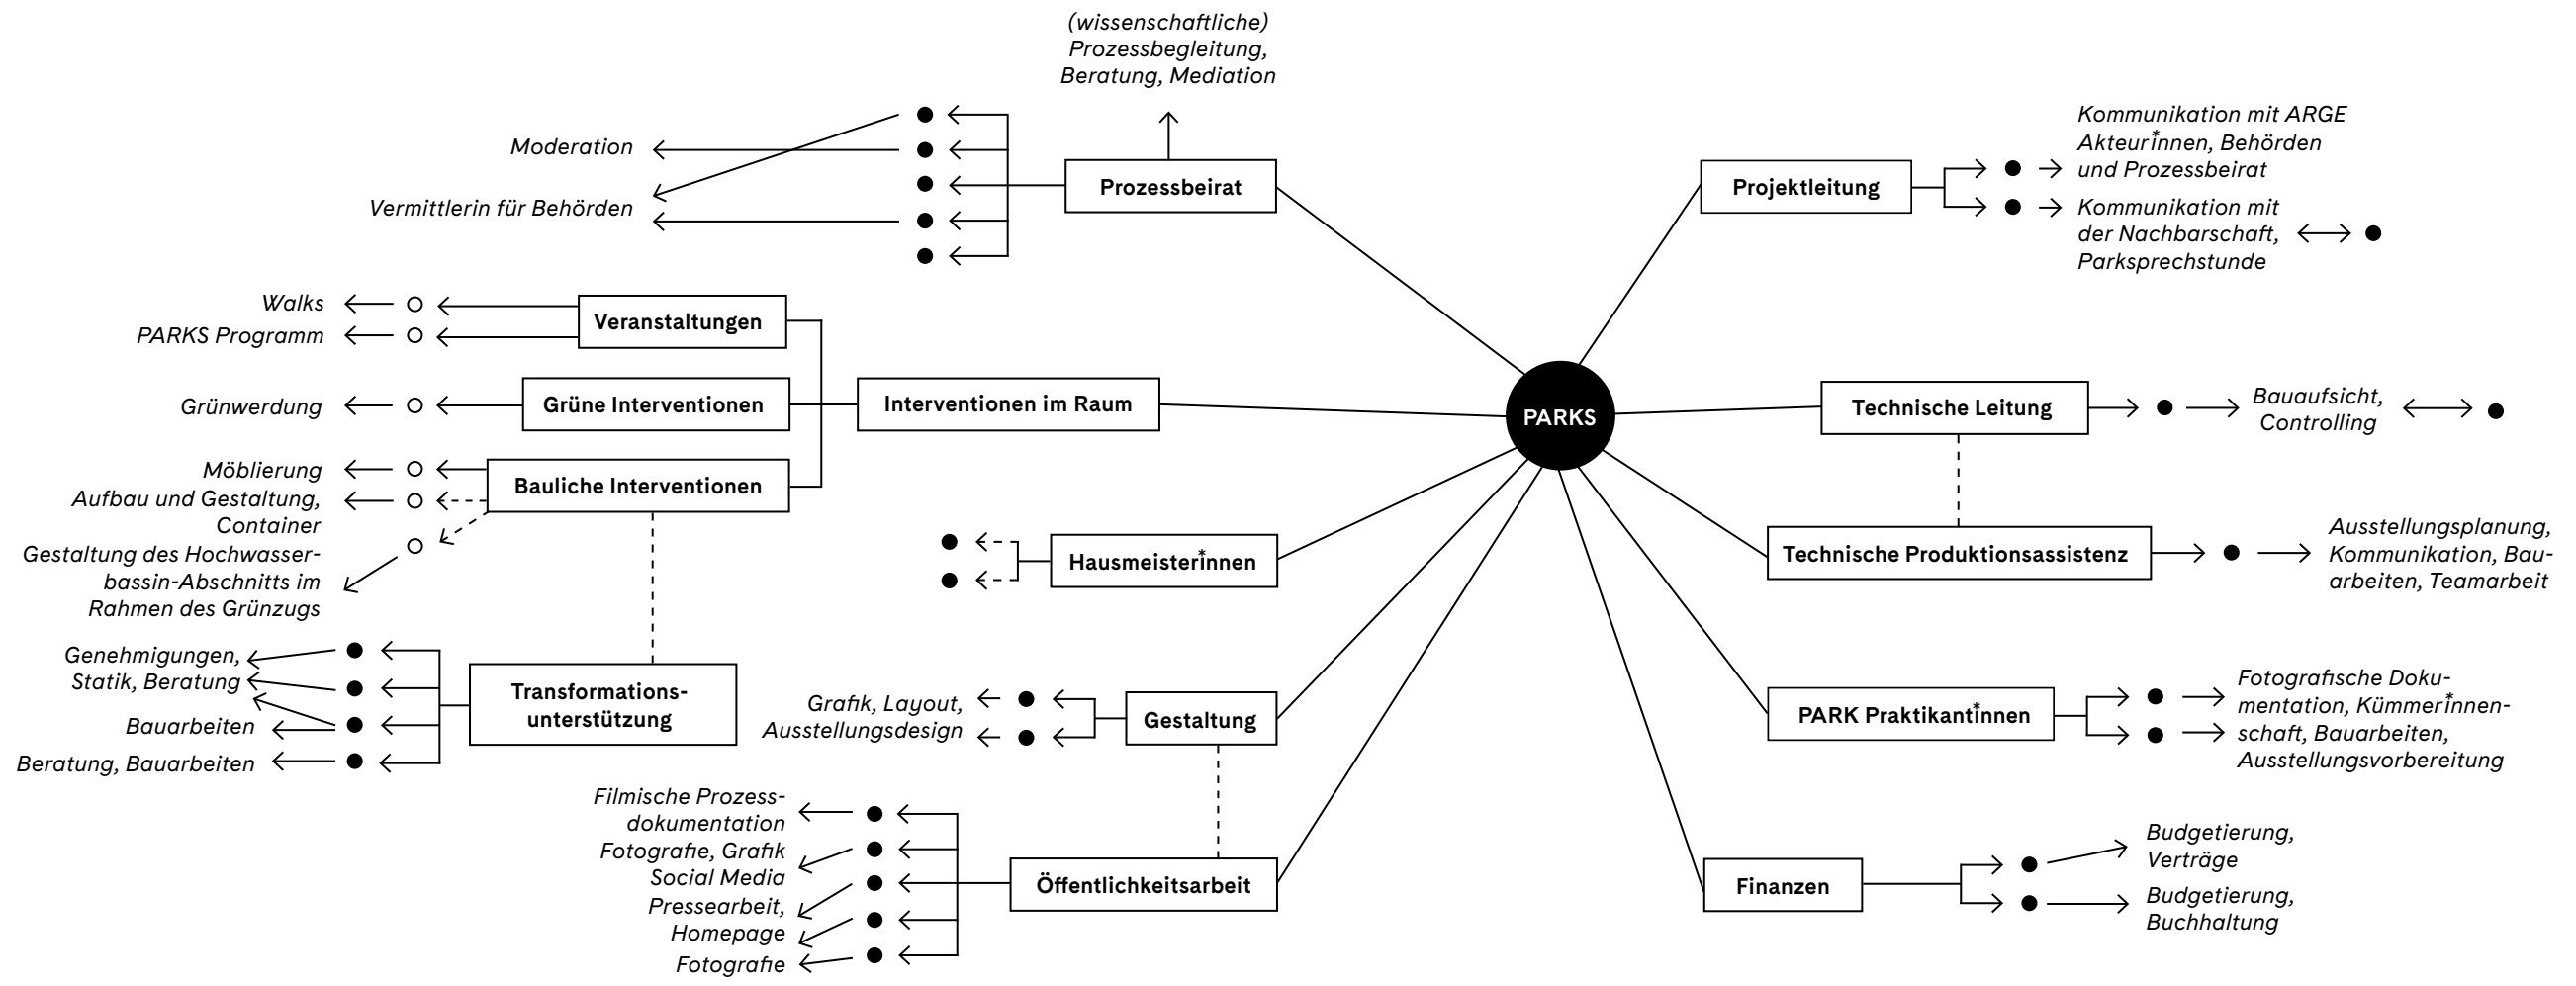 (wissenschaftliche)
Prozessbegleitung,
Beratung, Mediation
Moderation
Vermittlerin für Behörden
Prozessbeirat
Projektleitung
Kommunikation mit ARGE
Akteur*innen, Behörden
und Prozessbeirat
Kommunikation mit
der Nachbarschaft,
Parksprechstunde
Walks
PARKS Programm
Veranstaltungen
Grünwerdung
Grüne Interventionen
Interventionen im Raum
PARKS
Technische Leitung
Bauaufsicht,
Controlling
Möblierung
Aufbau und Gestaltung,
Container
Gestaltung des Hochwasser-
bassin-Abschnitts im
Rahmen des Grünzugs
Bauliche Interventionen
Hausmeister*innen
Technische Produktionsassistenz
Ausstellungsplanung,
Kommunikation, Bau-
arbeiten, Teamarbeit
Genehmigungen,
Statik, Beratung
Bauarbeiten
Beratung, Bauarbeiten
Transformations-
unterstützung
Grafik, Layout,
Ausstellungsdesign
Gestaltung
PARK Praktikant*innen
Fotografische Doku-
mentation, Kümmer*innen-
schaft, Bauarbeiten,
Ausstellungsvorbereitung
Filmische Prozess-
dokumentation
Fotografie, Grafik
Social Media
Pressearbeit,
Homepage
Fotografie
Öffentlichkeitsarbeit
Finanzen
Budgetierung,
Verträge
Budgetierung,
Buchhaltung